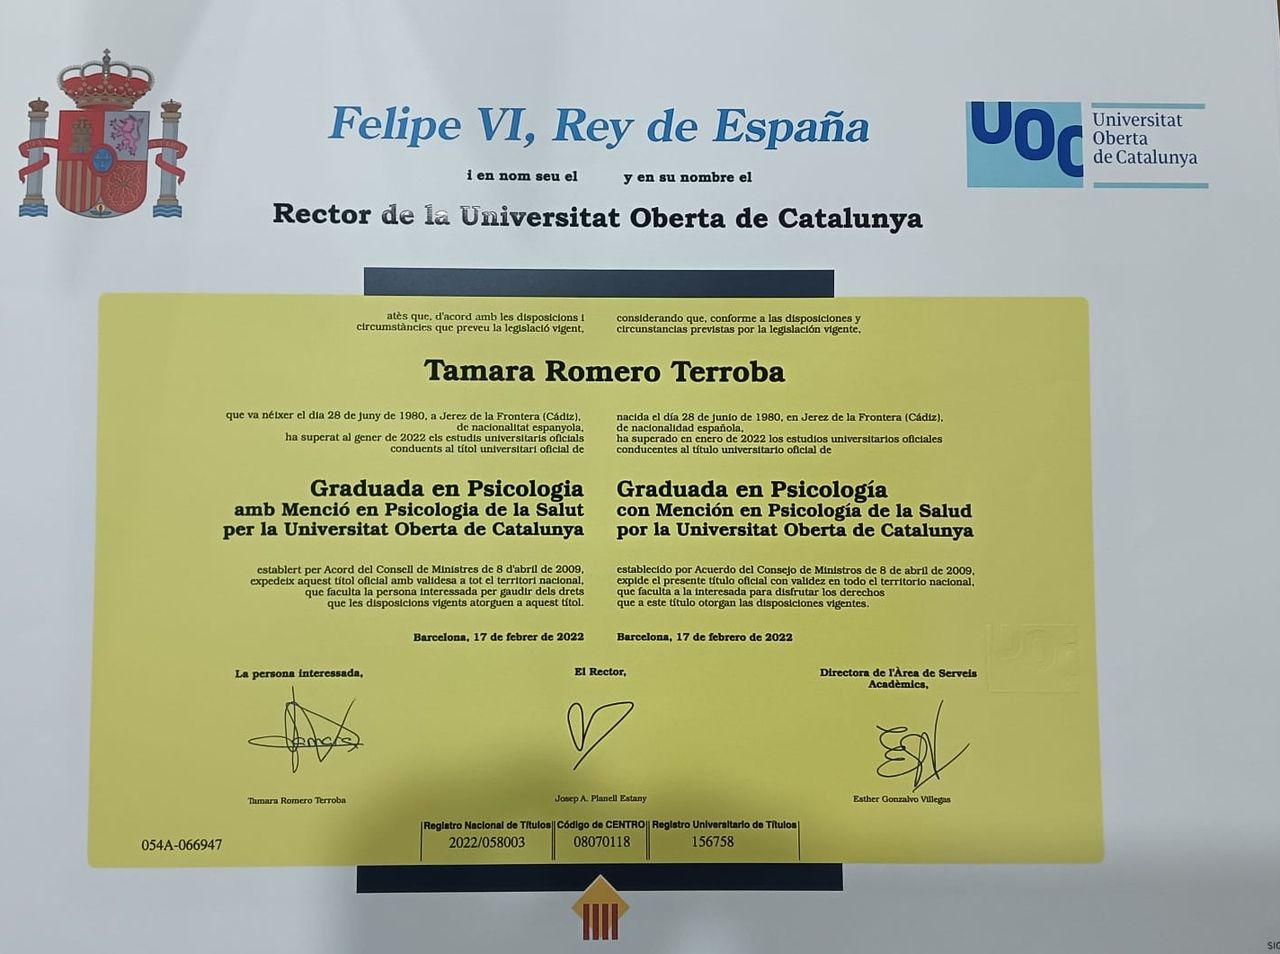 Felipe VI, Rey de España
UOC
Universitat
Oberta
de Catalunya
i en nom seu el
y en su nombre el
Rector de la Universitat Oberta de Catalunya
atès que, d'acord amb les disposicions i
circumstàncies que preveu la legislació vigent,
considerando que, conforme a las disposiciones y
circunstancias previstas por la legislación vigente,
Tamara Romero Terroba
que va néixer el dia 28 de juny de 1980, a Jerez de la Frontera (Cádiz),
de nacionalitat espanyola,
ha superat al gener de 2022 els estudis universitaris oficials
conduents al títol universitari oficial de
nacida el día 28 de junio de 1980, en Jerez de la Frontera (Cádiz),
de nacionalidad española,
ha superado en enero de 2022 los estudios universitarios oficiales
conducentes al título universitario oficial de
Graduada en Psicologia
amb Menció en Psicologia de la Salut
per la Universitat Oberta de Catalunya
Graduada en Psicología
con Mención en Psicología de la Salud
por la Universitat Oberta de Catalunya
establert per Acord del Consell de Ministres de 8 d'abril de 2009,
expedeix aquest títol oficial amb validesa a tot el territori nacional,
que faculta la persona interessada per gaudir dels drets
que les disposicions vigents atorguen a aquest títol.
establecido por Acuerdo del Consejo de Ministros de 8 de abril de 2009,
expide el presente título oficial con validez en todo el territorio nacional,
que faculta a la interesada para disfrutar los derechos
que a este título otorgan las disposiciones vigentes.
Barcelona, 17 de febrer de 2022
Barcelona, 17 de febrero de 2022
La persona interessada,
El Rector,
Directora de l'Àrea de Serveis
Acadèmics,
Tamara Romero Terroba
Josep A. Planell Estany
Esther Gonzalvo Villegas
Registro Nacional de Títulos
Código de CENTRO
Registro Universitario de Títulos
054A-066947
2022/058003
08070118
156758